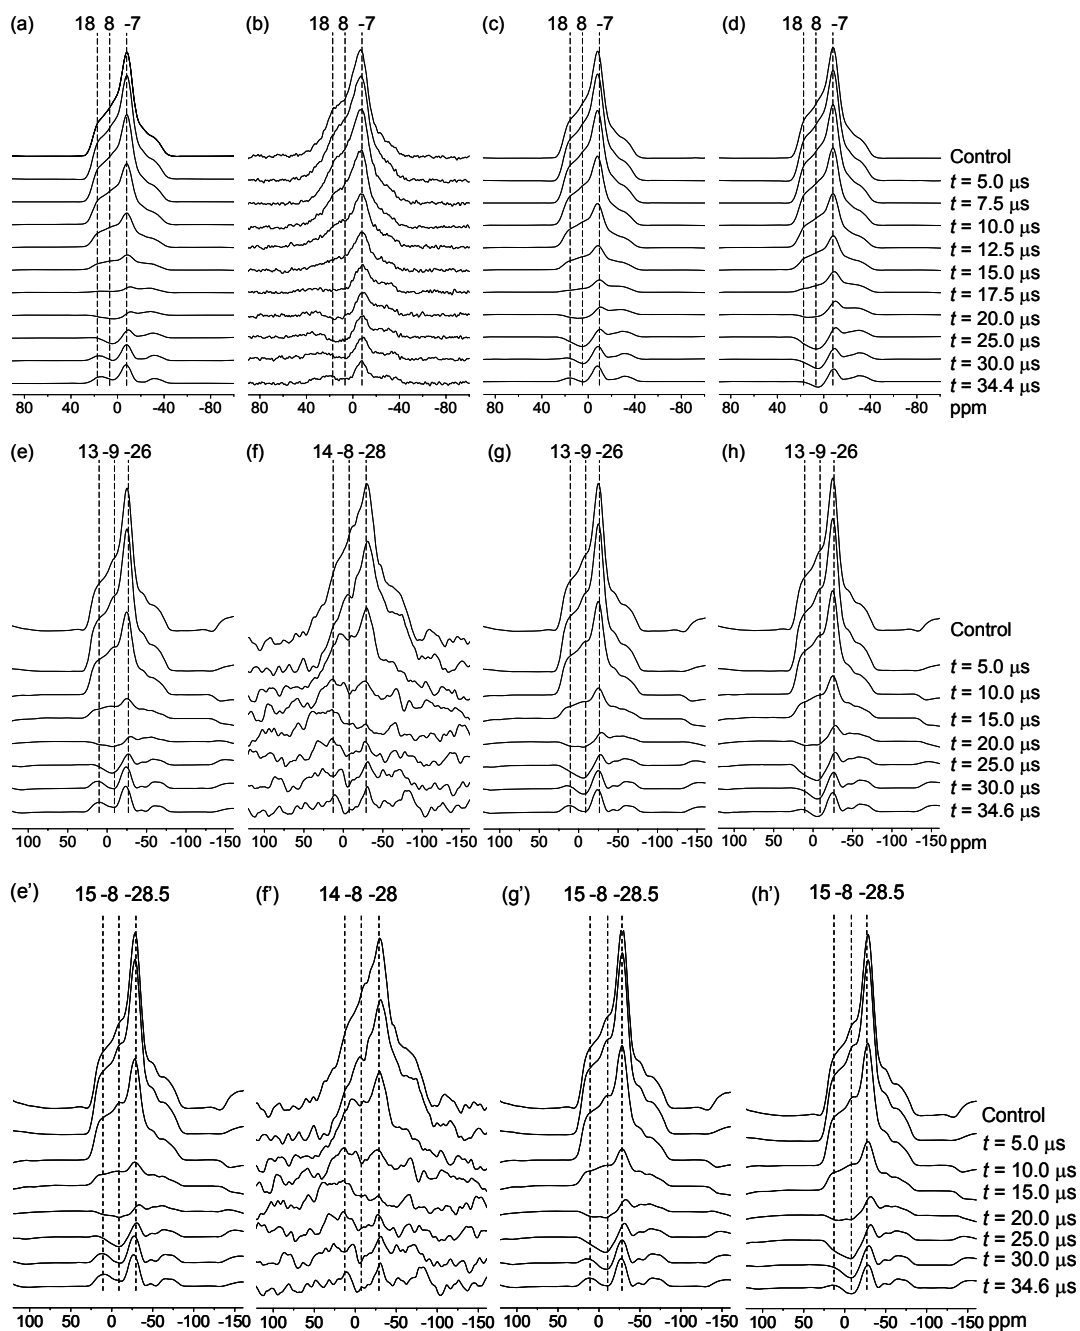 (a) 18 8 -7 (b) 18 8 -7 (c) 18 8 -7 (d) 18 8 -7
Control
t = 5.0 μs
t = 7.5 μs
t = 10.0 μs
t = 12.5 μs
t = 15.0 μs
t = 17.5 μs
t = 20.0 μs
t = 25.0 μs
t = 30.0 μs
t = 34.4 μs
80 40 0 -40 -80 80 40 0 -40 -80 80 40 0 -40 -80 80 40 0 -40 -80 ppm
(e) 13 -9 -26 (f) 14 -8 -28 (g) 13 -9 -26 (h) 13 -9 -26
Control
t = 5.0 μs
t = 10.0 μs
t = 15.0 μs
t = 20.0 μs
t = 25.0 μs
t = 30.0 μs
t = 34.6 μs
100 50 0 -50 -100 -150 100 50 0 -50 -100 -150 100 50 0 -50 -100 -150 100 50 0 -50 -100 -150 ppm
(e') 15 -8 -28.5 (f') 14 -8 -28 (g') 15 -8 -28.5 (h') 15 -8 -28.5
Control
t = 5.0 μs
t = 10.0 μs
t = 15.0 μs
t = 20.0 μs
t = 25.0 μs
t = 30.0 μs
t = 34.6 μs
100 50 0 -50 -100 -150 100 50 0 -50 -100 -150 100 50 0 -50 -100 -150 100 50 0 -50 -100 -150 ppm